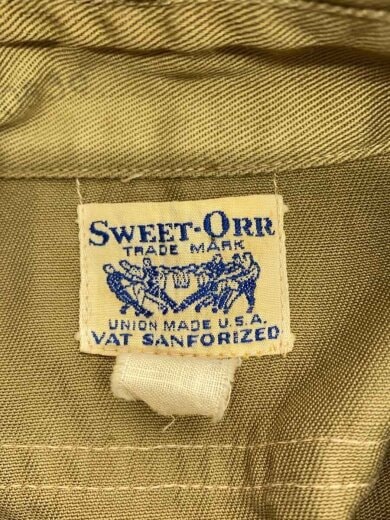 SWEET-ORR
TRADE MARK
UNION MADE U.S.A.
VAT SANFORIZED